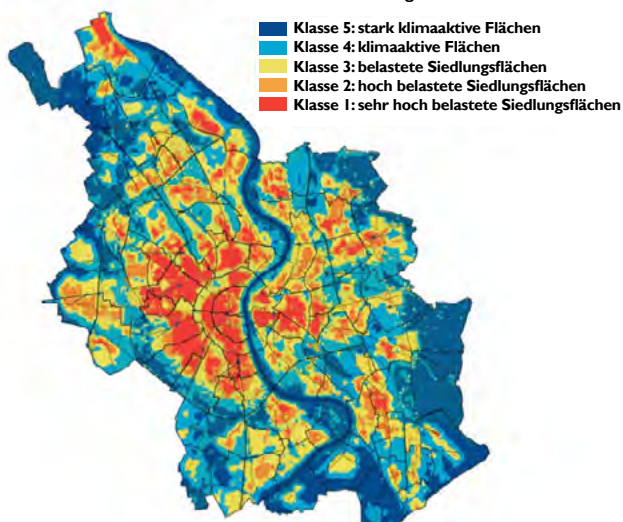 Klasse 5: stark klimaaktive Flächen
Klasse 4: klimaaktive Flächen
Klasse 3: belastete Siedlungsflächen
Klasse 2: hoch belastete Siedlungsflächen
Klasse 1: sehr hoch belastete Siedlungsflächen